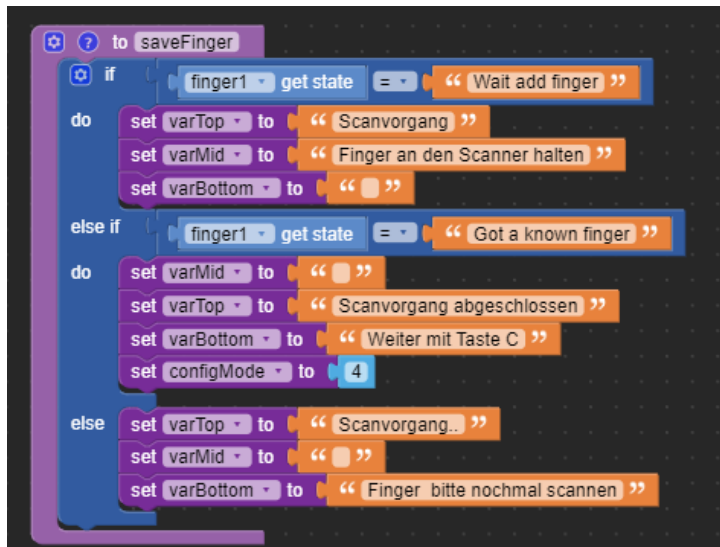 ? to saveFinger
if finger1 get state = “ Wait add finger ”
do set varTop to “ Scanvorgang ”
set varMid to “ Finger an den Scanner halten ”
set varBottom to “ ”
else if finger1 get state = “ Got a known finger ”
do set varMid to “ ”
set varTop to “ Scanvorgang abgeschlossen ”
set varBottom to “ Weiter mit Taste C ”
set configMode to 4
else set varTop to “ Scanvorgang.. ”
set varMid to “ ”
set varBottom to “ Finger  bitte nochmal scannen ”